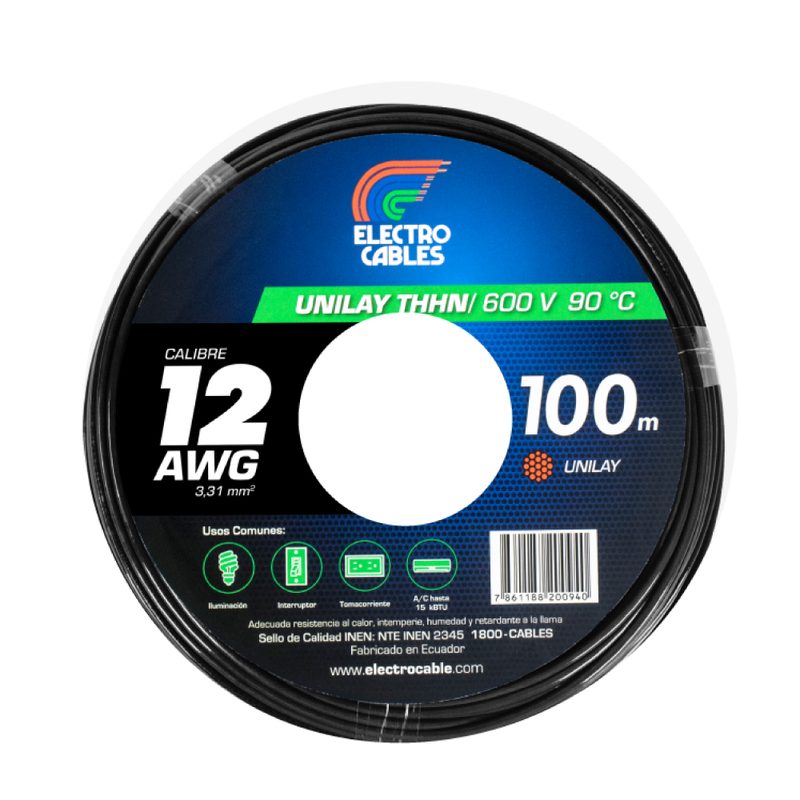 ELECTRO
CABLES
UNILAY THHN/ 600 V 90 °C
CALIBRE
12
AWG
3,31 mm²
100 m
UNILAY
Usos Comunes:
Iluminación
Interruptor
Tomacorriente
A/C hasta
15 kBTU
7 861188 200940
Adecuada resistencia al calor, intemperie, humedad y retardante a la llama
Sello de Calidad INEN: NTE INEN 2345 1800-CABLES
Fabricado en Ecuador
www.electrocable.com